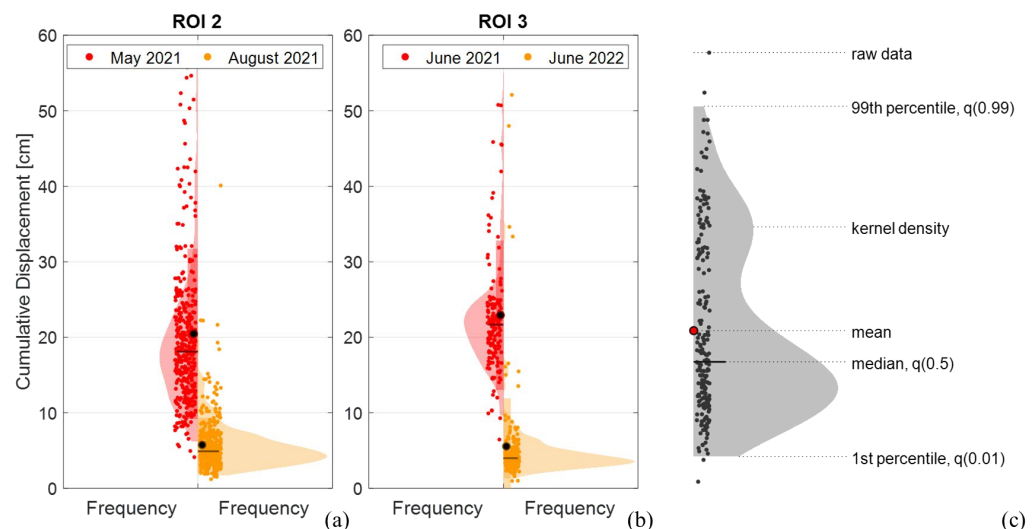 ROI 2
ROI 3
May 2021
August 2021
June 2021
June 2022
Cumulative Displacement [cm]
60
50
40
30
20
10
0
60
50
40
30
20
10
0
Frequency
Frequency
(a)
Frequency
Frequency
(b)
raw data
99th percentile, q(0.99)
kernel density
mean
median, q(0.5)
1st percentile, q(0.01)
(c)